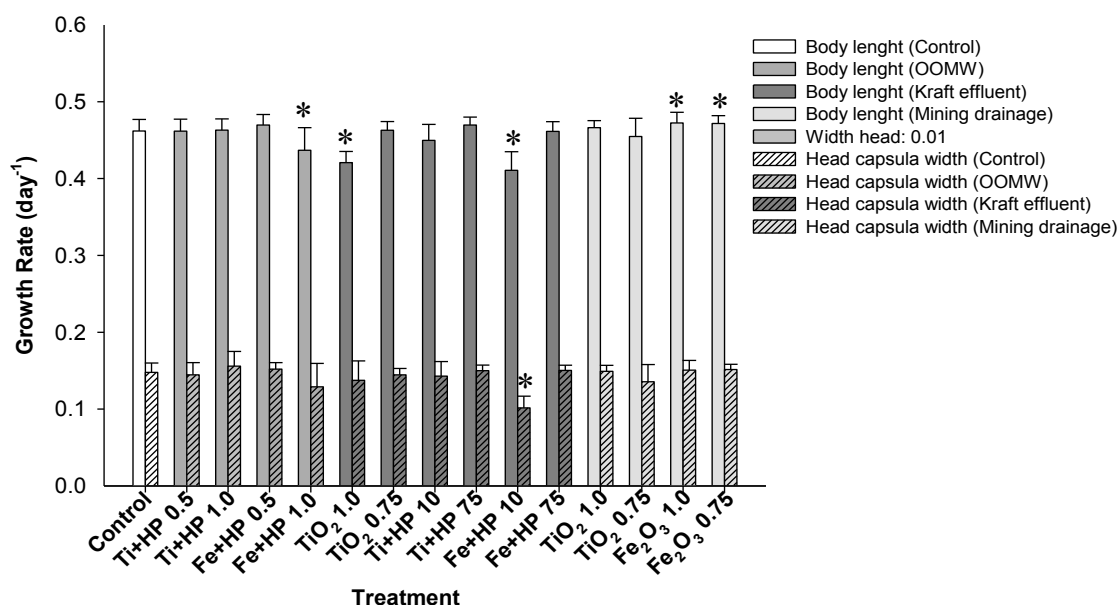 0.6
0.5
0.4
0.3
0.2
0.1
0.0
Growth Rate (day⁻¹)
*
*
*
*
*
*
Body lenght (Control)
Body lenght (OOMW)
Body lenght (Kraft effluent)
Body lenght (Mining drainage)
Width head: 0.01
Head capsula width (Control)
Head capsula width (OOMW)
Head capsula width (Kraft effluent)
Head capsula width (Mining drainage)
Control
Ti+HP 0.5
Ti+HP 1.0
Fe+HP 0.5
Fe+HP 1.0
TiO₂ 1.0
TiO₂ 0.75
Ti+HP 10
Ti+HP 75
Fe+HP 10
Fe+HP 75
TiO₂ 1.0
TiO₂ 0.75
Fe₂O₃ 1.0
Fe₂O₃ 0.75
Treatment